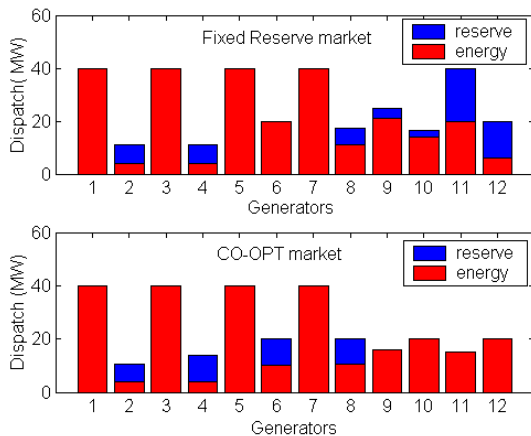 60
40
20
0
Dispatch( MW)
Fixed Reserve market
reserve
energy
1 2 3 4 5 6 7 8 9 10 11 12
Generators
60
40
20
0
Dispatch (MW)
CO-OPT market
reserve
energy
1 2 3 4 5 6 7 8 9 10 11 12
Generators